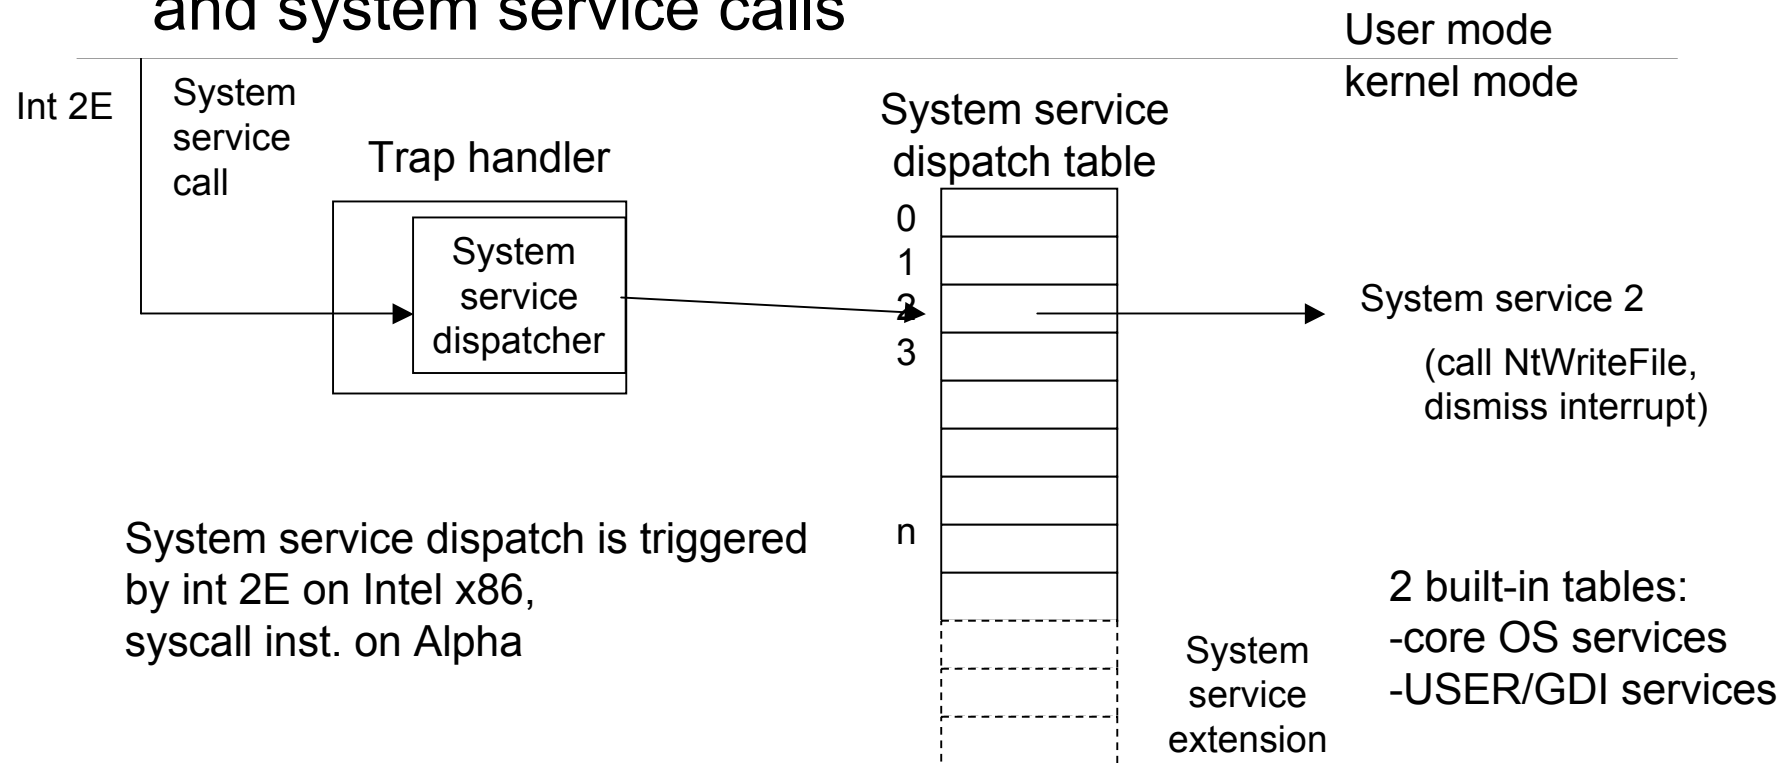 and system service calls
User mode
kernel mode
Int 2E
System
service
call
Trap handler
System
service
dispatcher
System service
dispatch table
0
1
2
3
n
System service 2
(call NtWriteFile,
dismiss interrupt)
System service dispatch is triggered
by int 2E on Intel x86,
syscall inst. on Alpha
System
service
extension
2 built-in tables:
-core OS services
-USER/GDI services